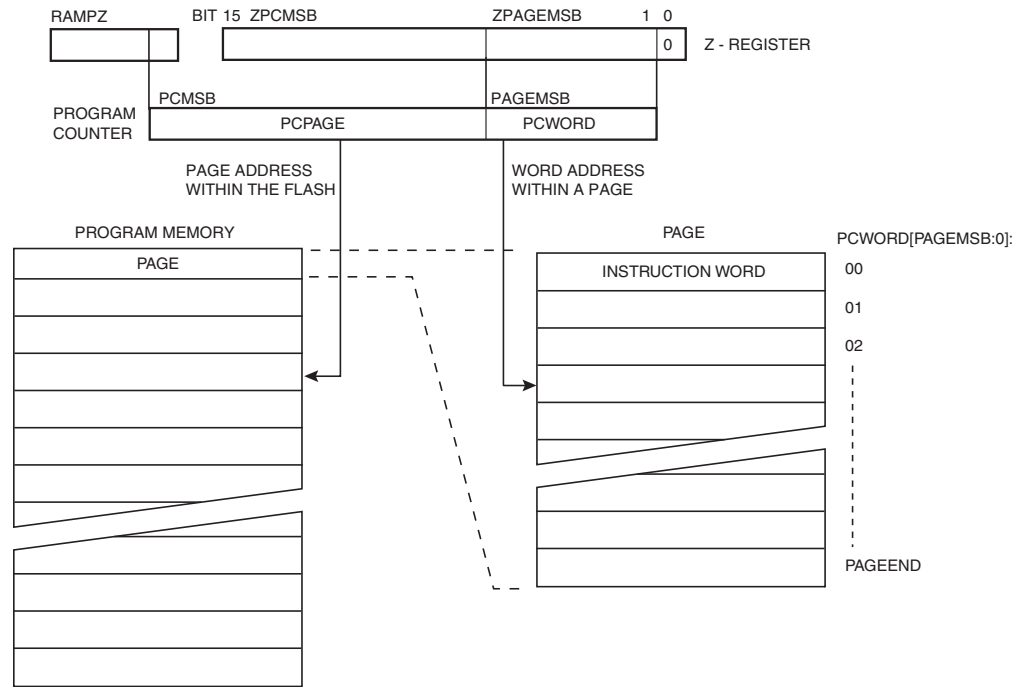 RAMPZ
BIT 15 ZPCMSB ZPAGEMSB 1 0
0
Z - REGISTER
PCMSB PAGEMSB
PROGRAM
COUNTER
PCPAGE PCWORD
PAGE ADDRESS
WITHIN THE FLASH
WORD ADDRESS
WITHIN A PAGE
PROGRAM MEMORY
PAGE
PAGE
PCWORD[PAGEMSB:0]:
INSTRUCTION WORD
00
01
02
PAGEEND